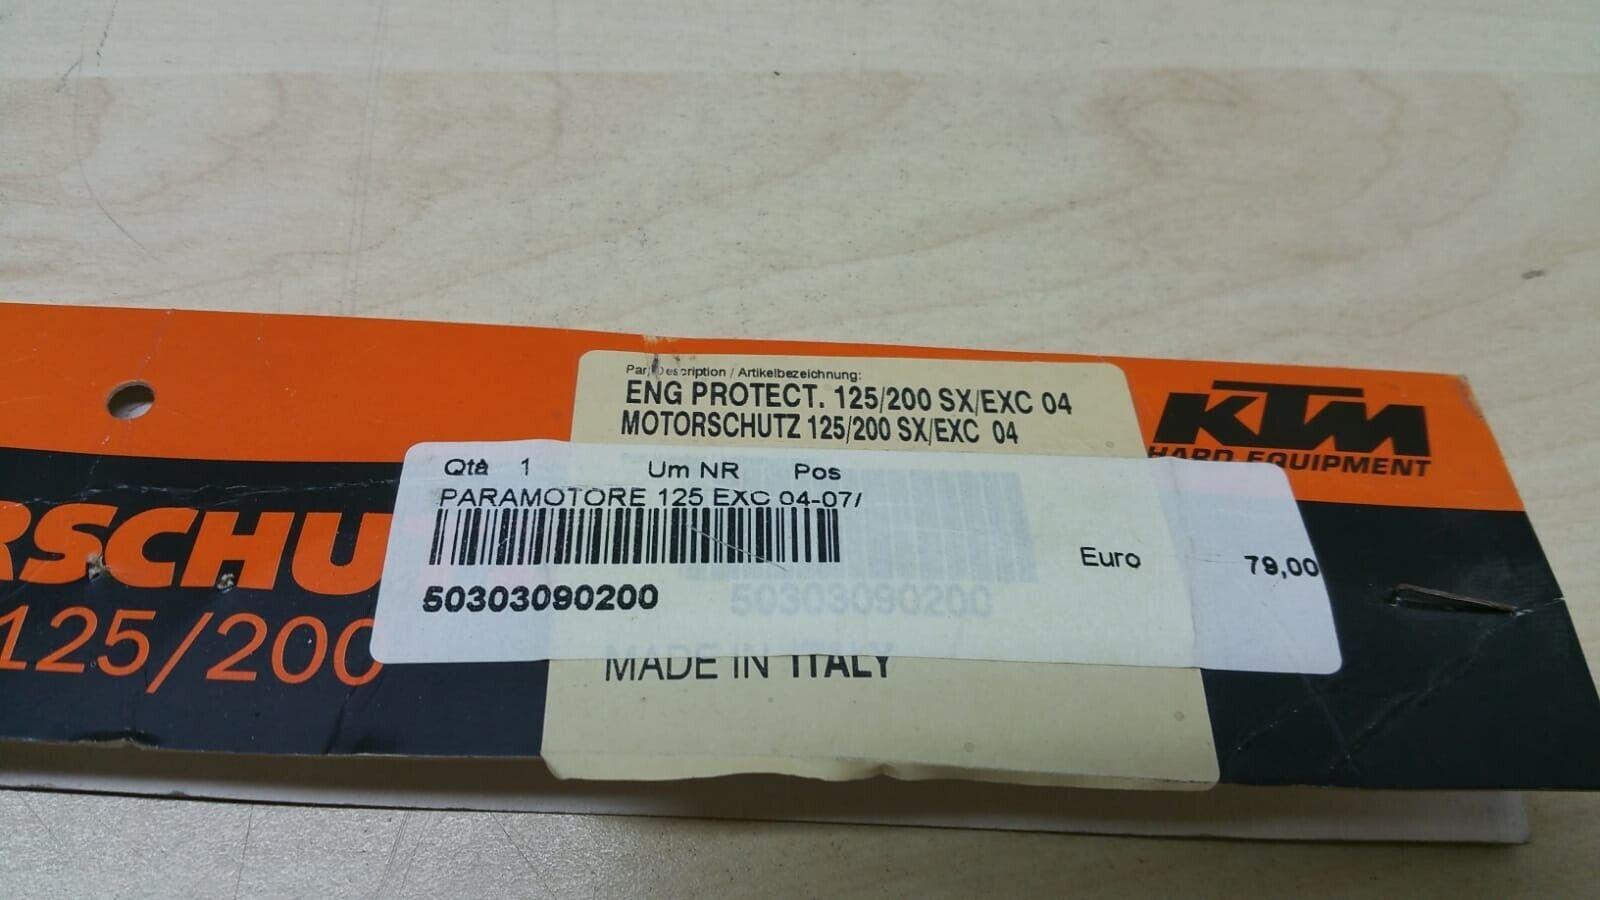 Part Description / Artikelbezeichnung:
ENG PROTECT. 125/200 SX/EXC 04
MOTORSCHUTZ 125/200 SX/EXC 04
KTM
HARD EQUIPMENT
Qtà 1 Um NR Pos
PARAMOTORE 125 EXC 04-07/
50303090200
50303090200
Euro 79,00
MADE IN ITALY
RSCHU
125/200